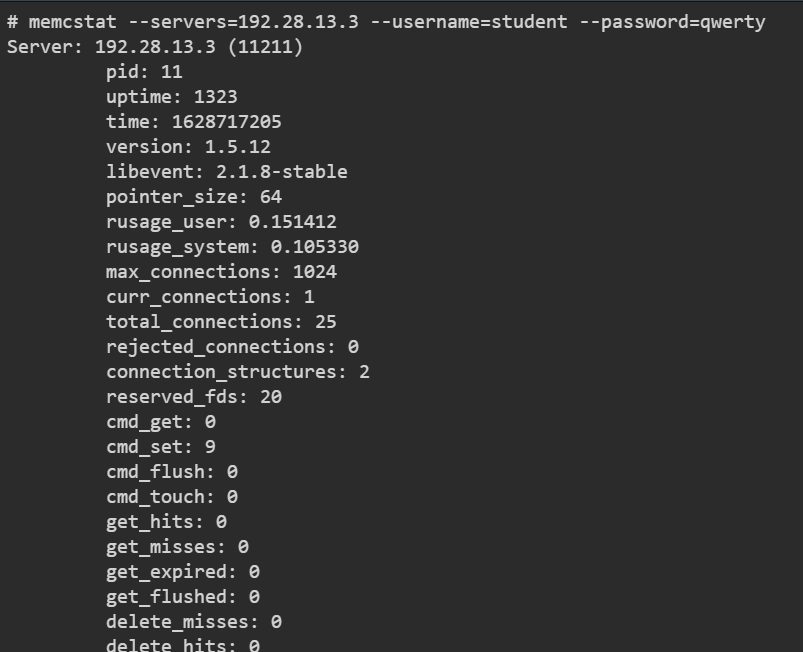 # memcstat --servers=192.28.13.3 --username=student --password=qwerty
Server: 192.28.13.3 (11211)
pid: 11
uptime: 1323
time: 1628717205
version: 1.5.12
libevent: 2.1.8-stable
pointer_size: 64
rusage_user: 0.151412
rusage_system: 0.105330
max_connections: 1024
curr_connections: 1
total_connections: 25
rejected_connections: 0
connection_structures: 2
reserved_fds: 20
cmd_get: 0
cmd_set: 9
cmd_flush: 0
cmd_touch: 0
get_hits: 0
get_misses: 0
get_expired: 0
get_flushed: 0
delete_misses: 0
delete_hits: 0